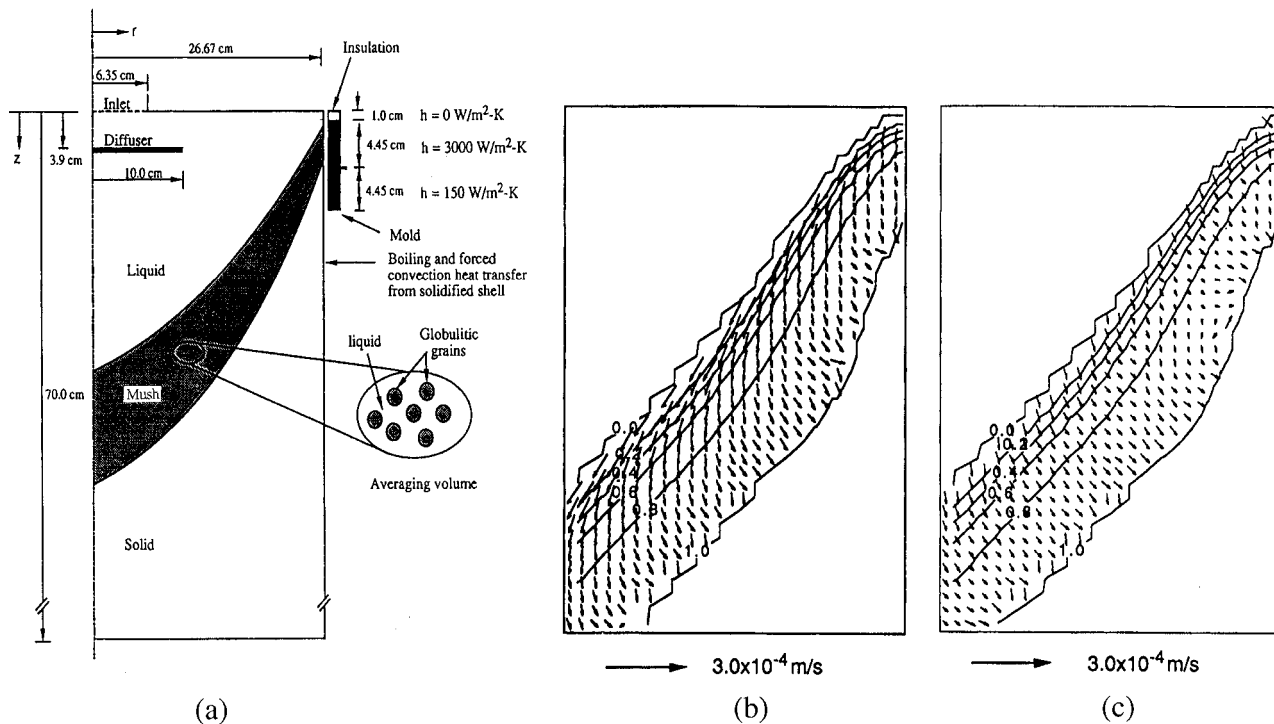 r
26.67 cm
Insulation
6.35 cm
Inlet
1.0 cm
h = 0 W/m²-K
z
3.9 cm
Diffuser
4.45 cm
h = 3000 W/m²-K
10.0 cm
4.45 cm
h = 150 W/m²-K
Mold
Boiling and forced
convection heat transfer
from solidified shell
Liquid
liquid
Globulitic
grains
70.0 cm
Mush
Averaging volume
Solid
(a)
0.0
0.2
0.4
0.6
0.8
1.0
3.0x10⁻⁴ m/s
(b)
0.0
0.2
0.4
0.6
0.8
1.0
3.0x10⁻⁴ m/s
(c)